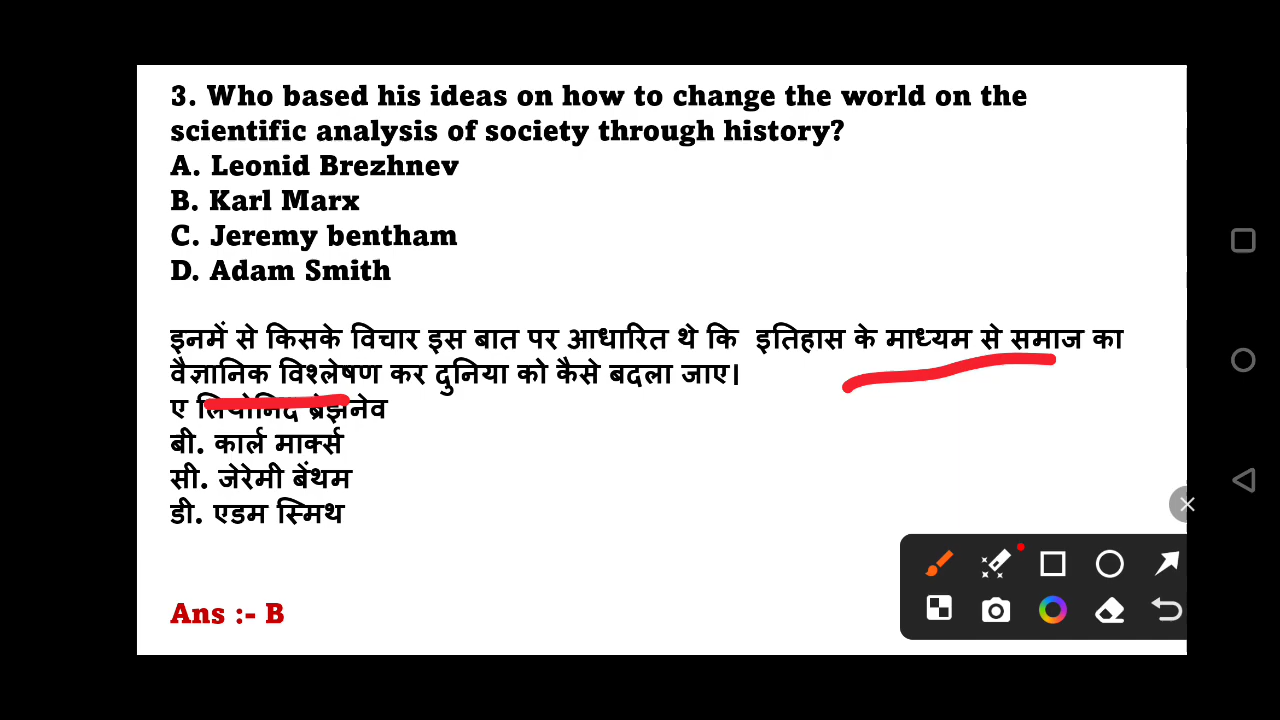 3. Who based his ideas on how to change the world on the
scientific analysis of society through history?
A. Leonid Brezhnev
B. Karl Marx
C. Jeremy bentham
D. Adam Smith
इनमें से किसके विचार इस बात पर आधारित थे कि इतिहास के माध्यम से समाज का
वैज्ञानिक विश्लेषण कर दुनिया को कैसे बदला जाए।
ए लियोनिद ब्रेझनेव
बी. कार्ल मार्क्स
सी. जेरेमी बेंथम
डी. एडम स्मिथ
Ans :- B